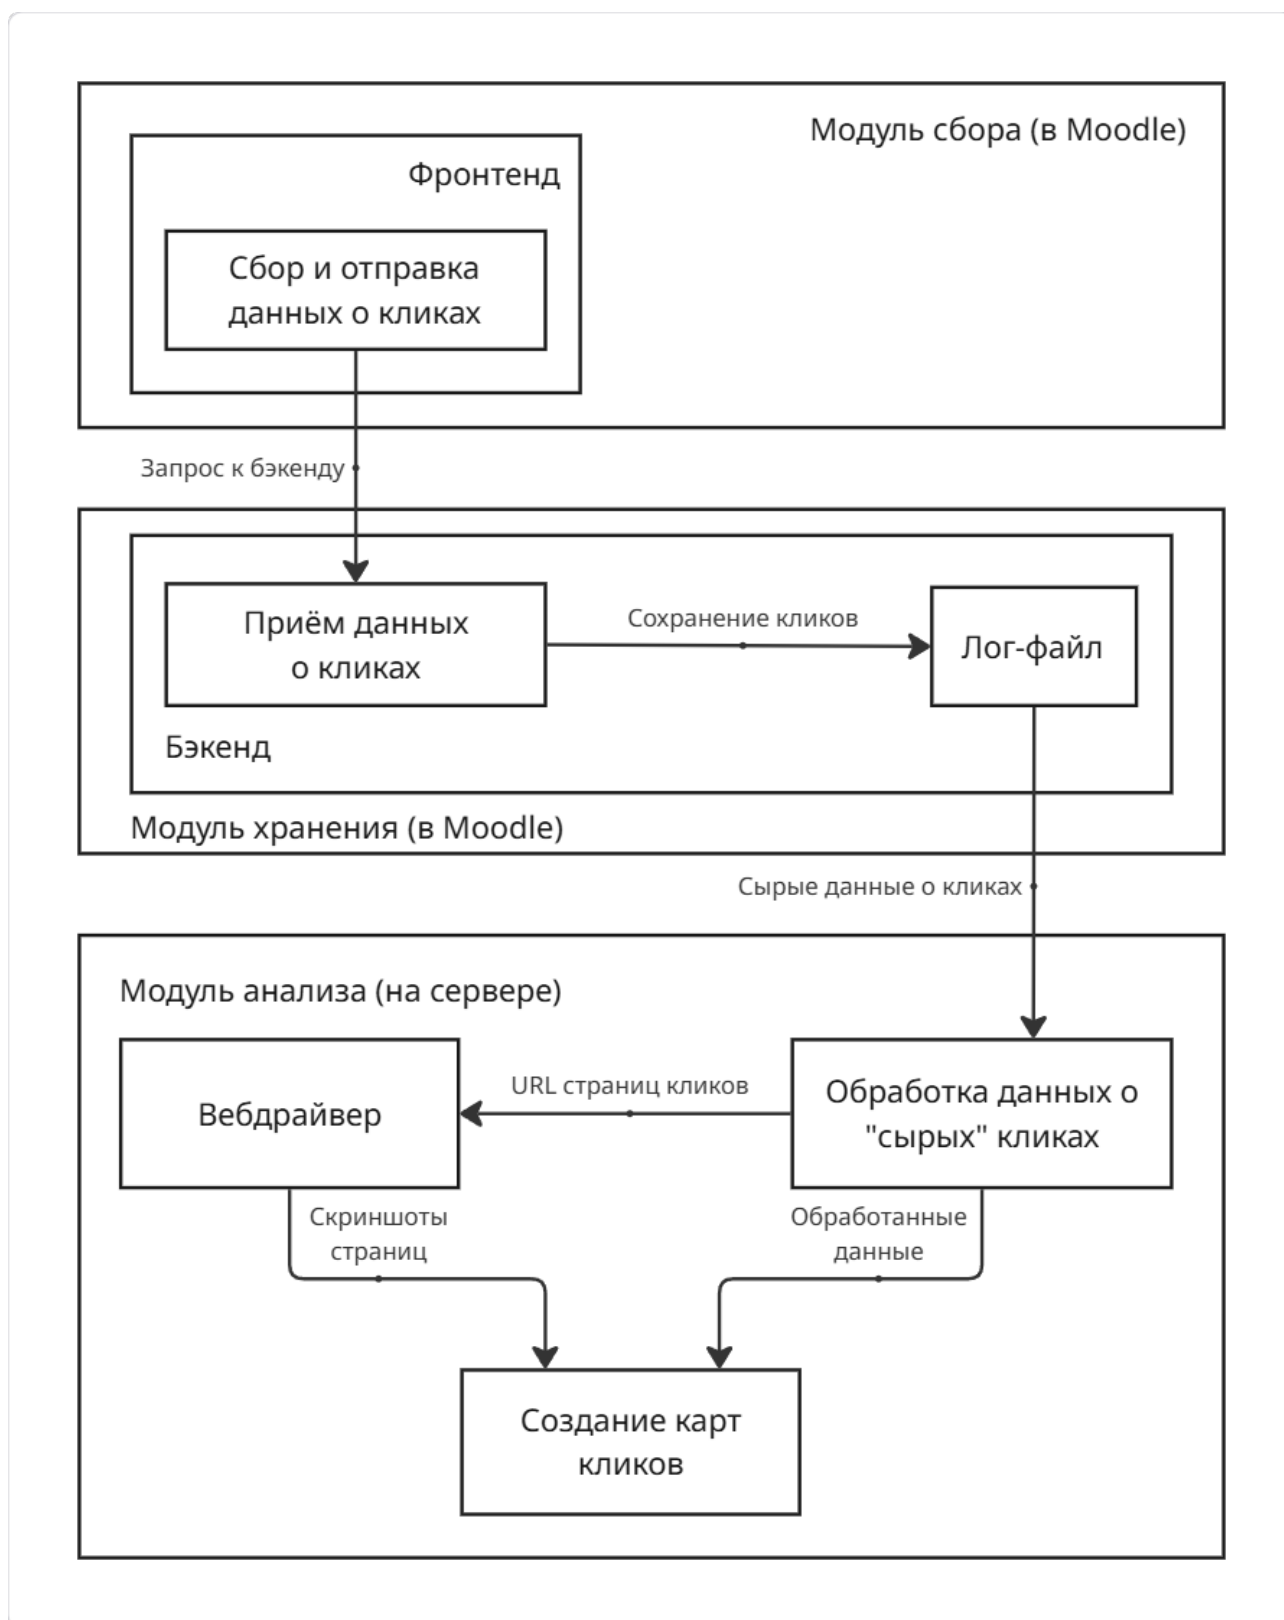 Модуль сбора (в Moodle)
Фронтенд
Сбор и отправка
данных о кликах
Запрос к бэкенду
Приём данных
о кликах
Сохранение кликов
Лог-файл
Бэкенд
Модуль хранения (в Moodle)
Сырые данные о кликах
Модуль анализа (на сервере)
Вебдрайвер
URL страниц кликов
Обработка данных о
"сырых" кликах
Скриншоты
страниц
Обработанные
данные
Создание карт
кликов